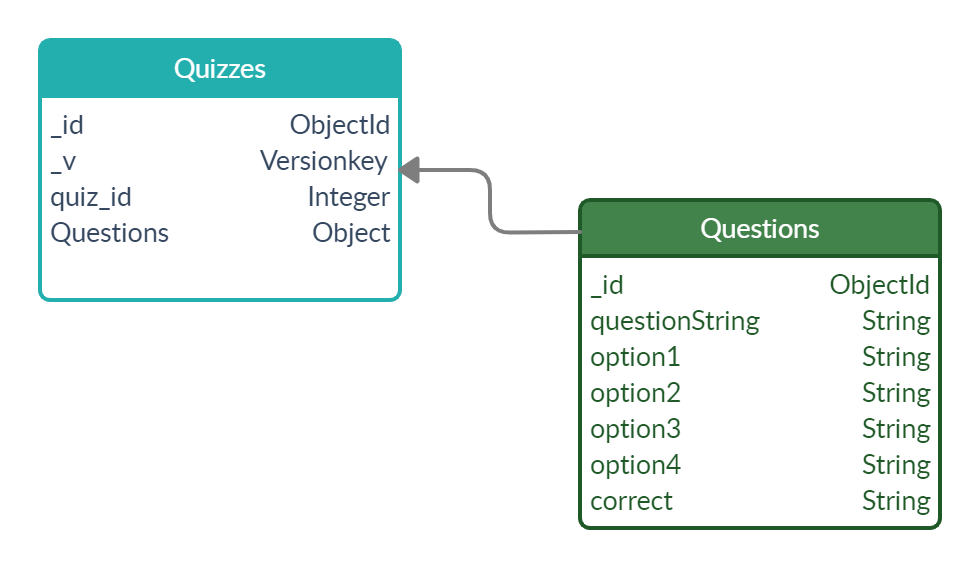 Quizzes
_id ObjectId
_v Versionkey
quiz_id Integer
Questions Object
Questions
_id ObjectId
questionString String
option1 String
option2 String
option3 String
option4 String
correct String